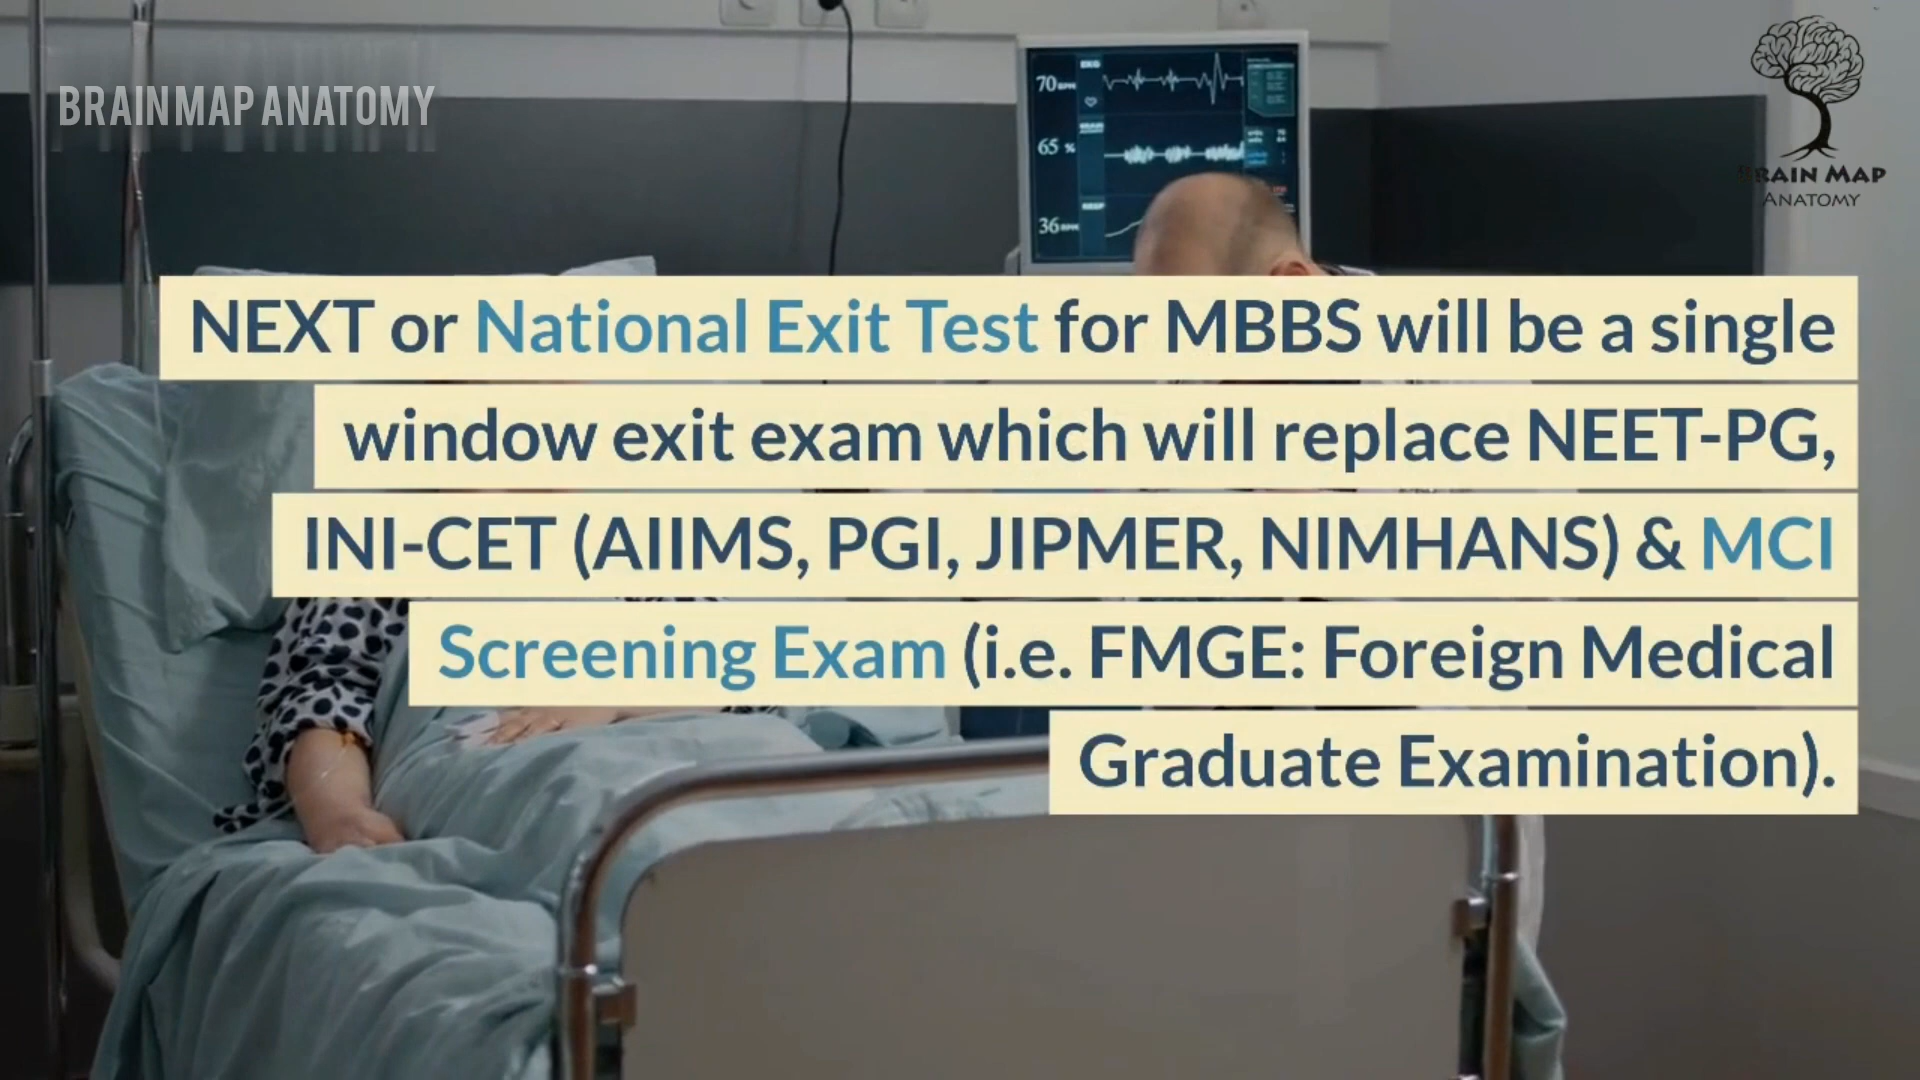 BRAINMAP ANATOMY
BRAIN MAP
ANATOMY
70 BPM
EKG
65 %
36
NEXT or National Exit Test for MBBS will be a single
window exit exam which will replace NEET-PG,
INI-CET (AIIMS, PGI, JIPMER, NIMHANS) & MCI
Screening Exam (i.e. FMGE: Foreign Medical
Graduate Examination).